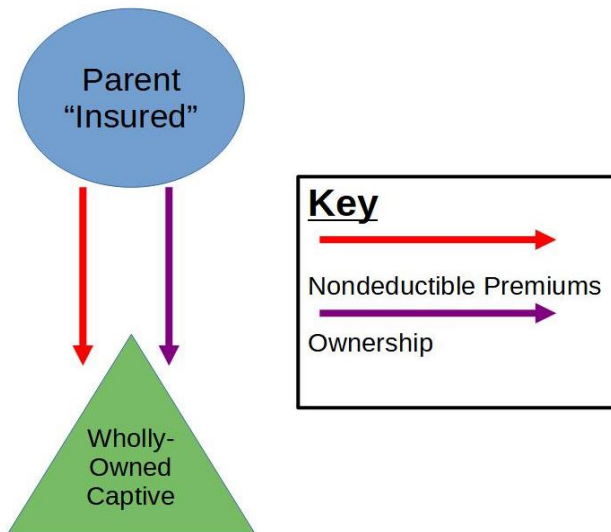 Parent
“Insured”
Key
Nondeductible Premiums
Ownership
Wholly-
Owned
Captive